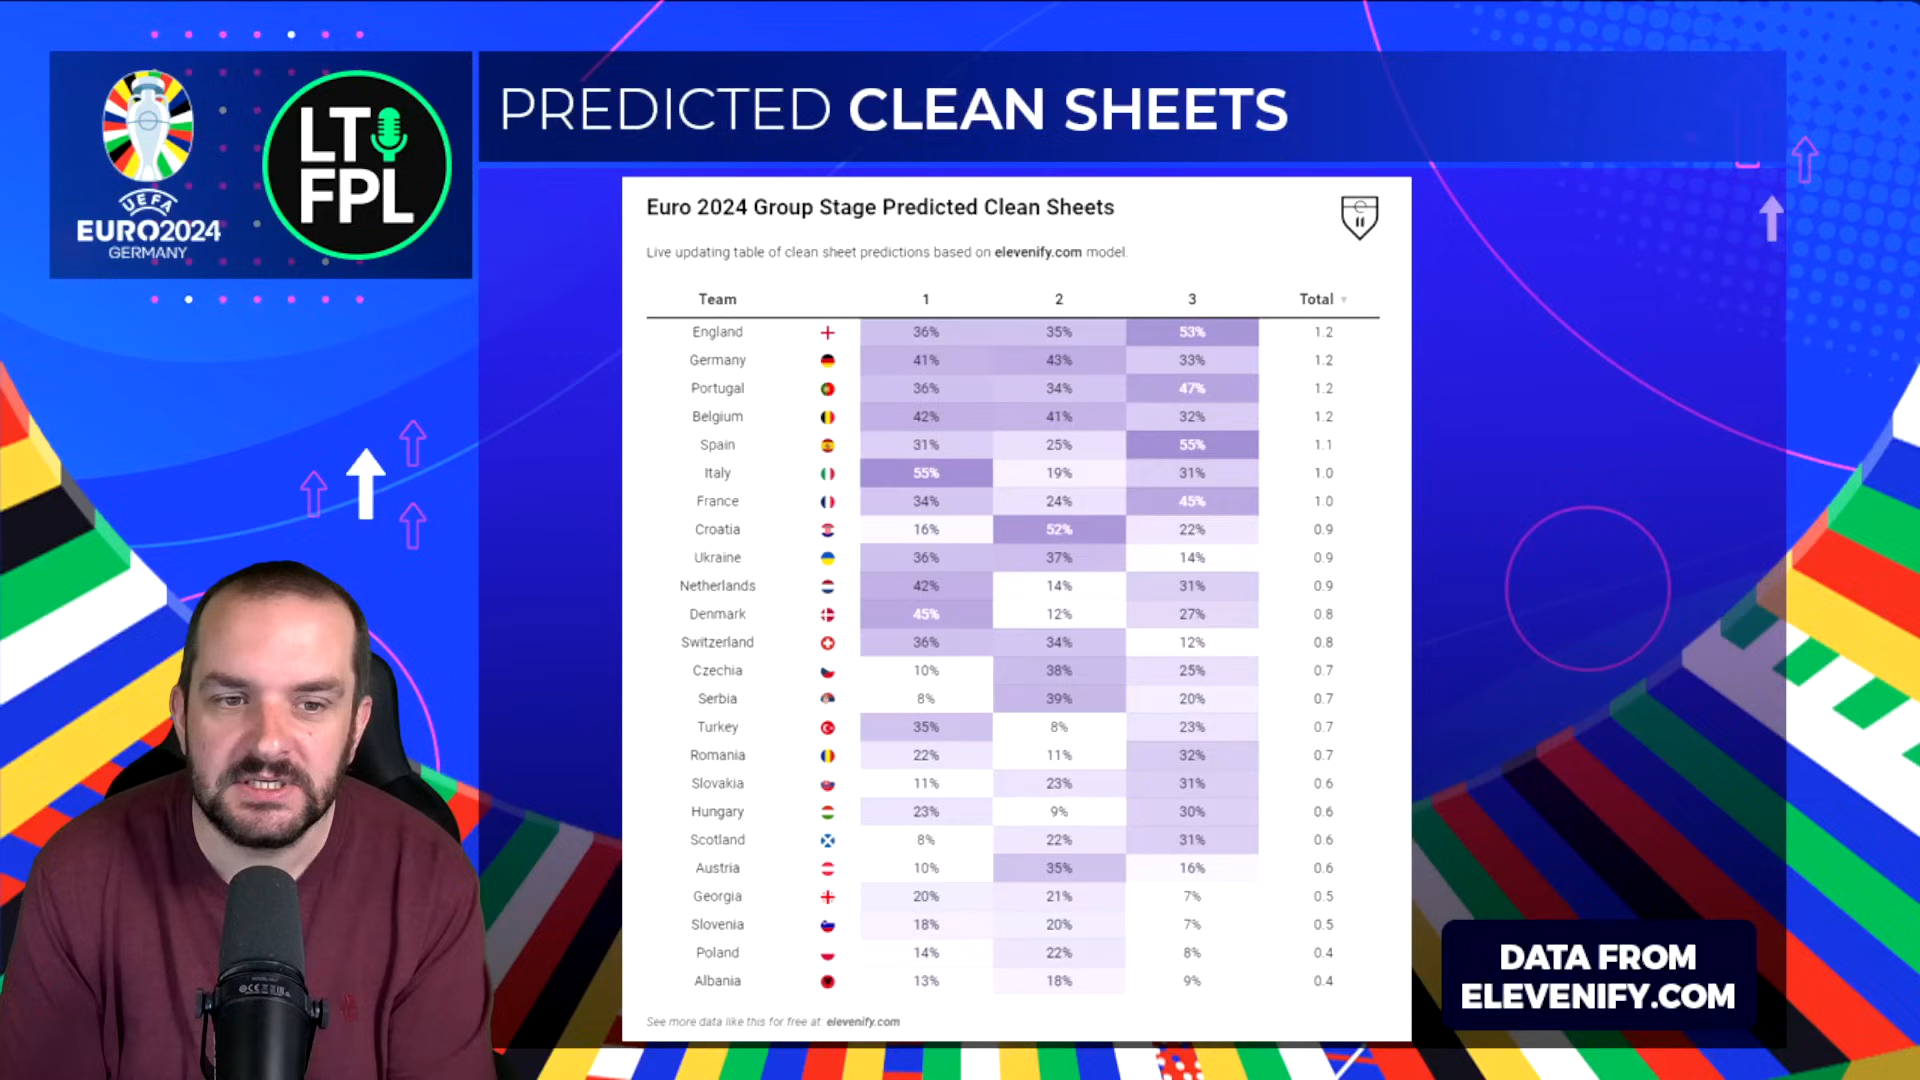 UEFA
EURO2024
GERMANY
LT
FPL
PREDICTED CLEAN SHEETS
Euro 2024 Group Stage Predicted Clean Sheets
Live updating table of clean sheet predictions based on elevenify.com model.
Team 1 2 3 Total
England 36% 35% 53% 1.2
Germany 41% 43% 33% 1.2
Portugal 36% 34% 47% 1.2
Belgium 42% 41% 32% 1.2
Spain 31% 25% 55% 1.1
Italy 55% 19% 31% 1.0
France 34% 24% 45% 1.0
Croatia 16% 52% 22% 0.9
Ukraine 36% 37% 14% 0.9
Netherlands 42% 14% 31% 0.9
Denmark 45% 12% 27% 0.8
Switzerland 36% 34% 12% 0.8
Czechia 10% 38% 25% 0.7
Serbia 8% 39% 20% 0.7
Turkey 35% 8% 23% 0.7
Romania 22% 11% 32% 0.7
Slovakia 11% 23% 31% 0.6
Hungary 23% 9% 30% 0.6
Scotland 8% 22% 31% 0.6
Austria 10% 35% 16% 0.6
Georgia 20% 21% 7% 0.5
Slovenia 18% 20% 7% 0.5
Poland 14% 22% 8% 0.4
Albania 13% 18% 9% 0.4
See more data like this for free at: elevenify.com
DATA FROM
ELEVENIFY.COM